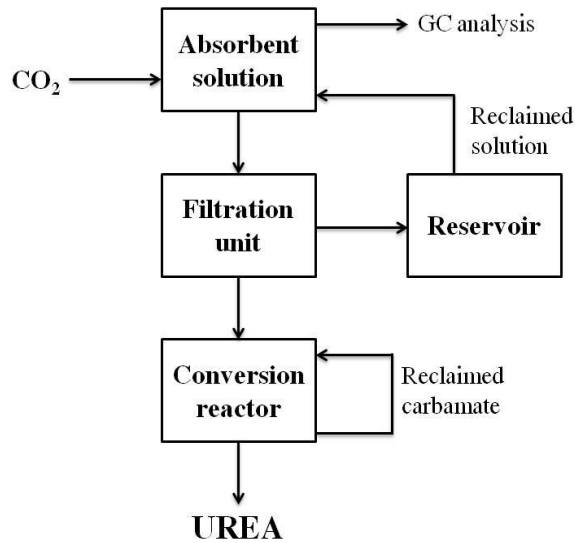 GC analysis
Absorbent
solution
CO₂
Reclaimed
solution
Filtration
unit
Reservoir
Conversion
reactor
Reclaimed
carbamate
UREA